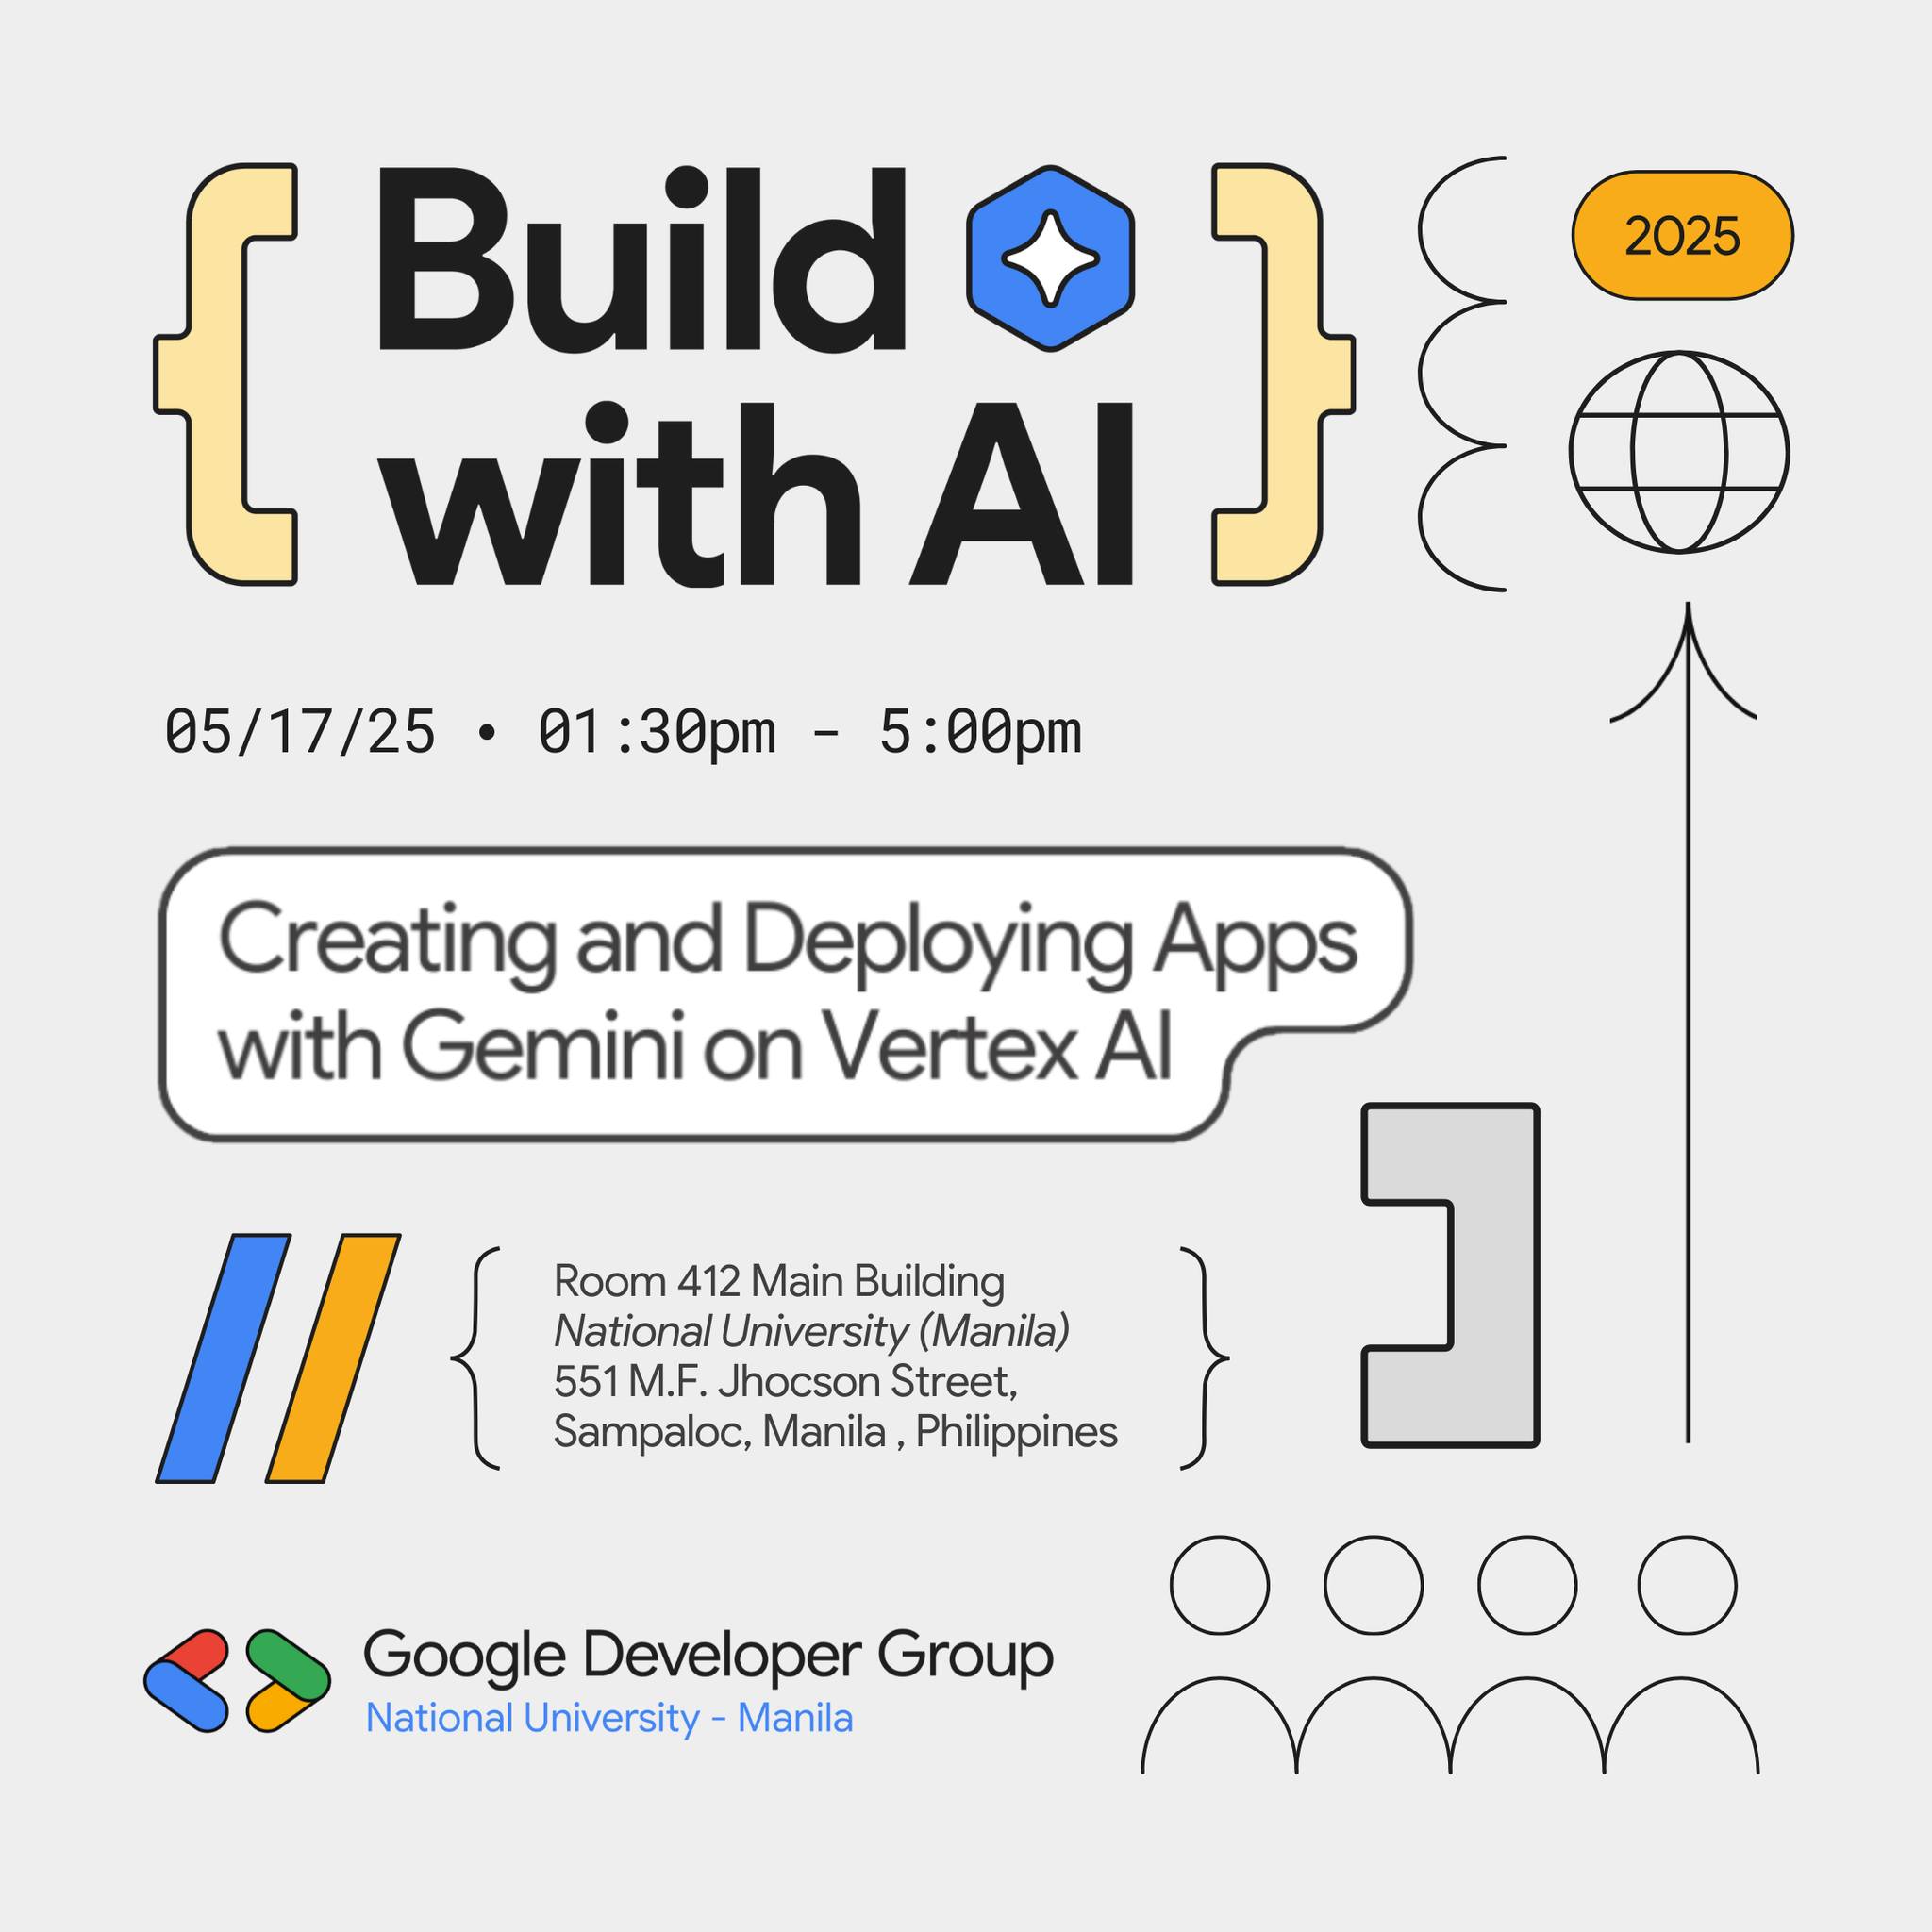 Build
with AI
2025
05/17/25 • 01:30pm - 5:00pm
Creating and Deploying Apps
with Gemini on Vertex AI
Room 412 Main Building
National University (Manila)
551 M.F. Jhocson Street,
Sampaloc, Manila , Philippines
Google Developer Group
National University - Manila